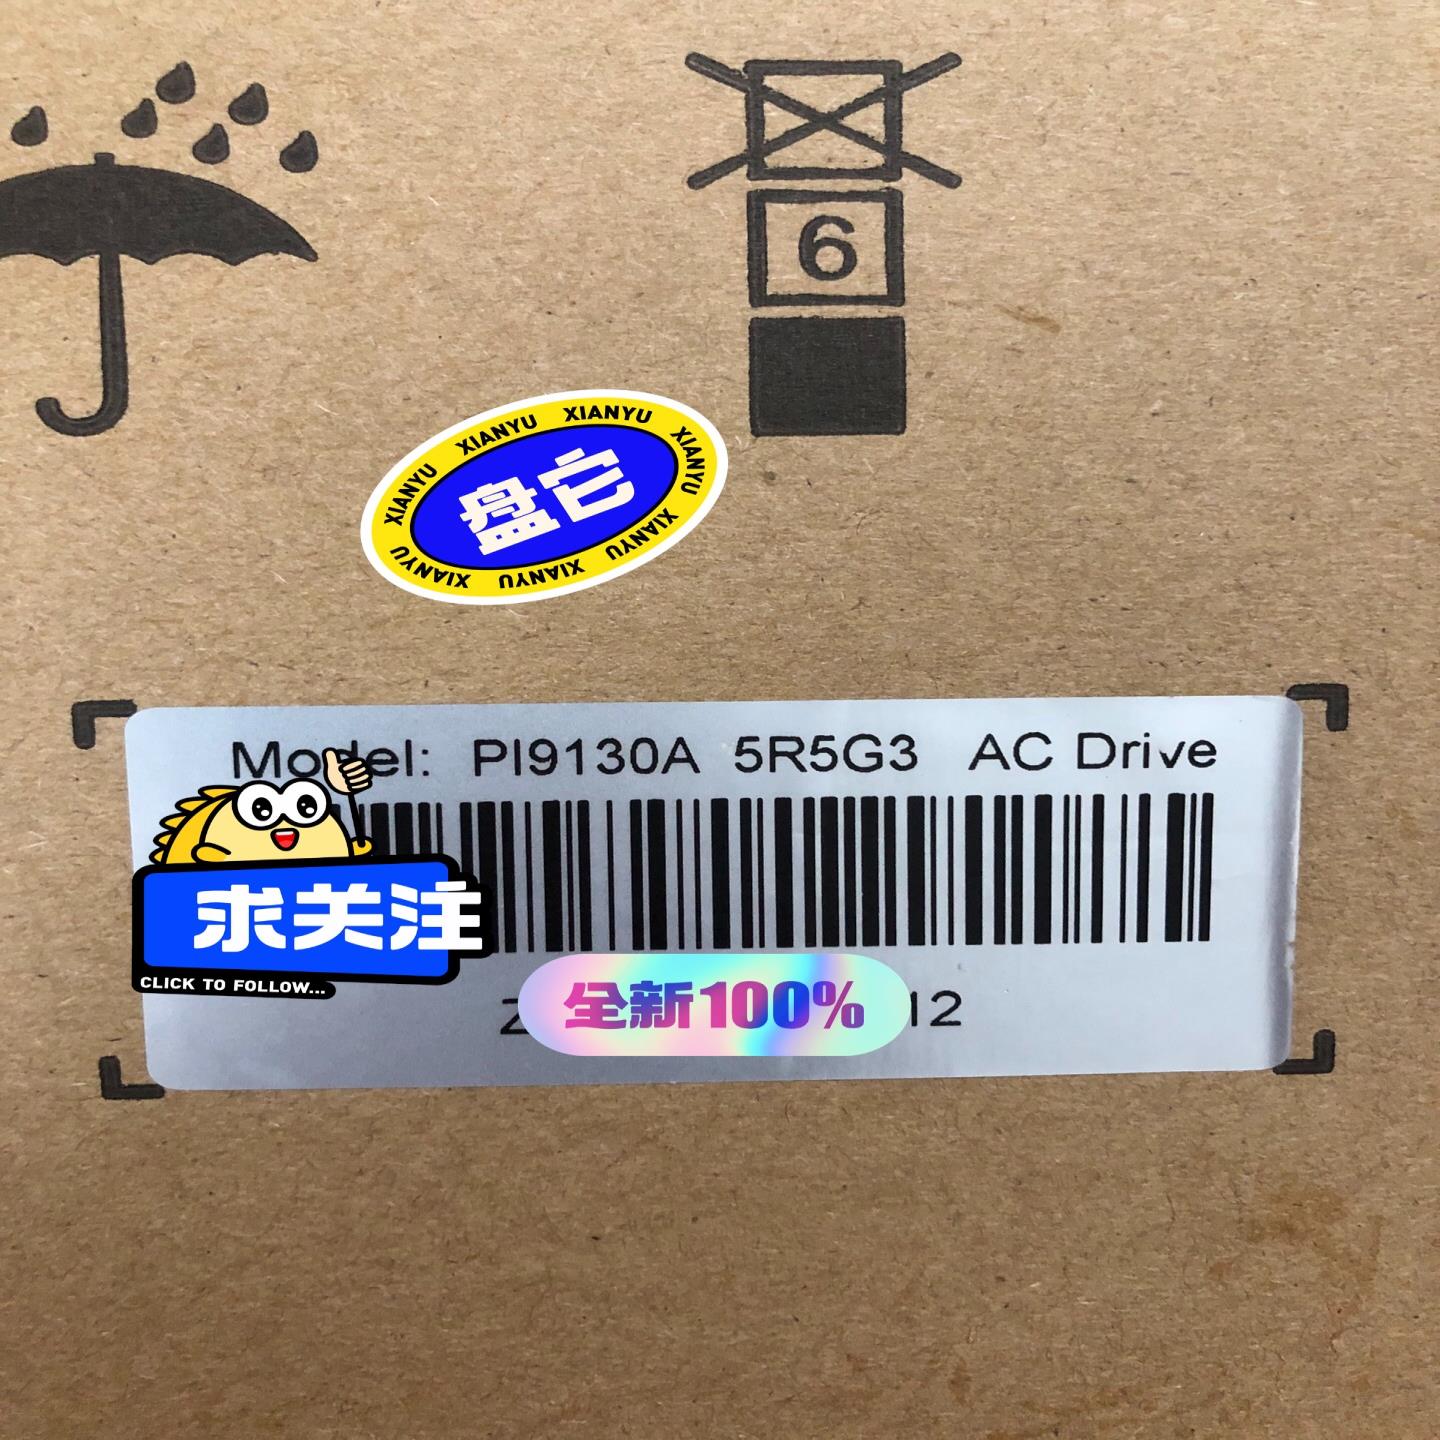 6
XIANYU XIANYU XIANYU XIANYU XIANYU XIANYU XIANYU
盘它
Model: PI9130A 5R5G3 AC Drive
求关注
CLICK TO FOLLOW...
全新100%
12